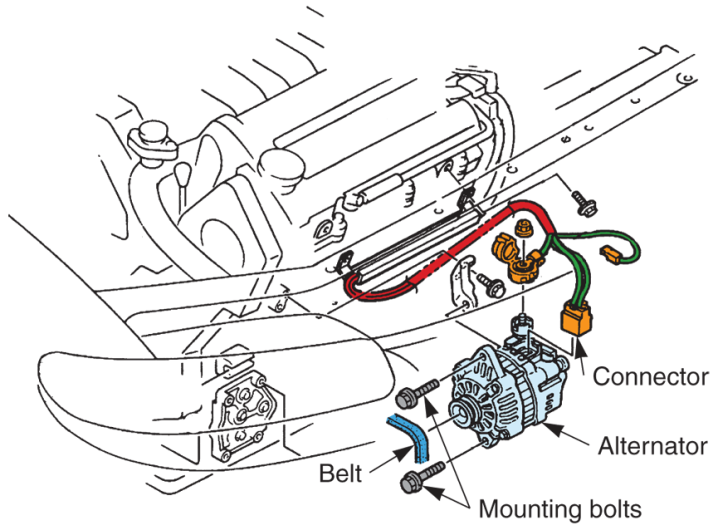 Connector
Alternator
Belt
Mounting bolts